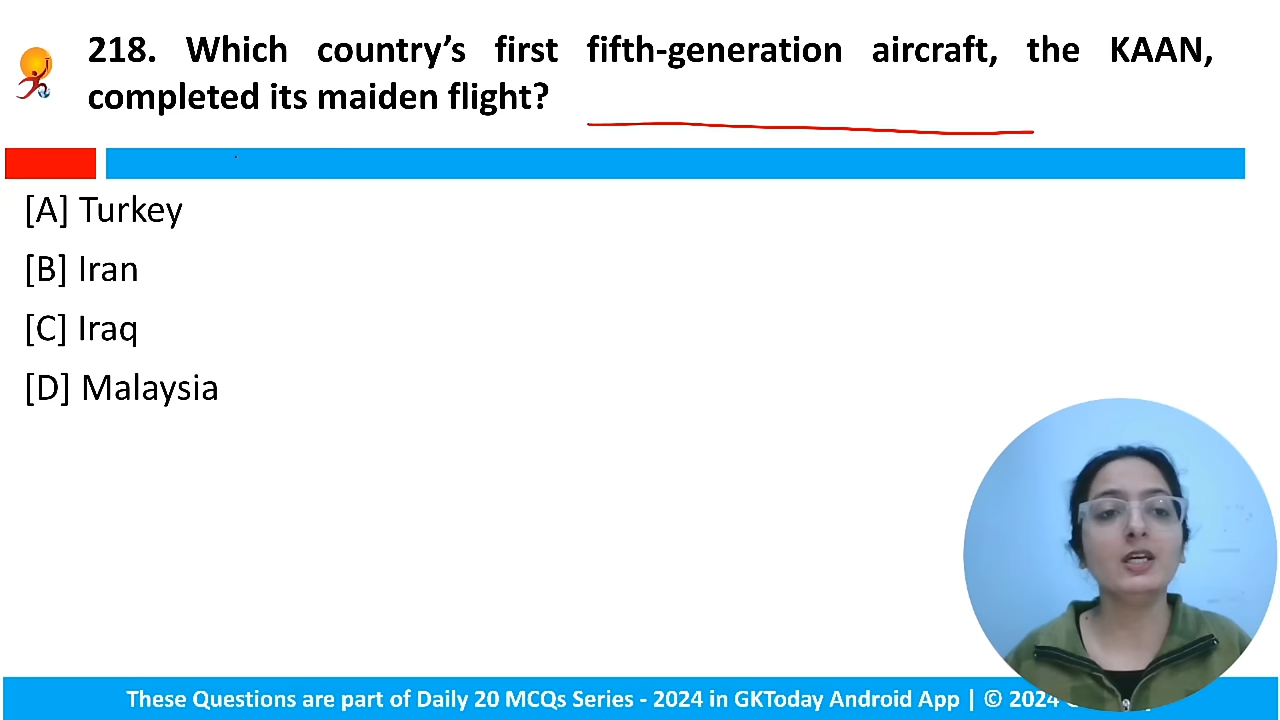 218. Which country’s first fifth-generation aircraft, the KAAN,
completed its maiden flight?
[A] Turkey
[B] Iran
[C] Iraq
[D] Malaysia
These Questions are part of Daily 20 MCQs Series - 2024 in GKToday Android App | © 2024